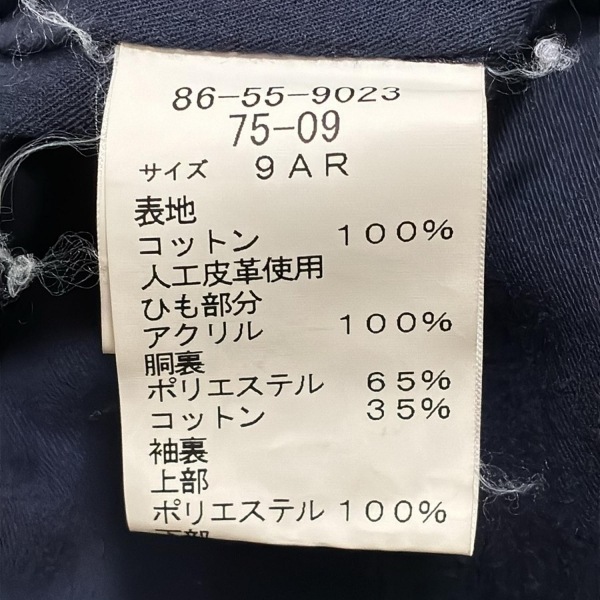 86-55-9023
75-09
サイズ 9AR
表地
コットン 100%
人工皮革使用
ひも部分
アクリル 100%
胴裏
ポリエステル 65%
コットン 35%
袖裏
上部
ポリエステル 100%
下部